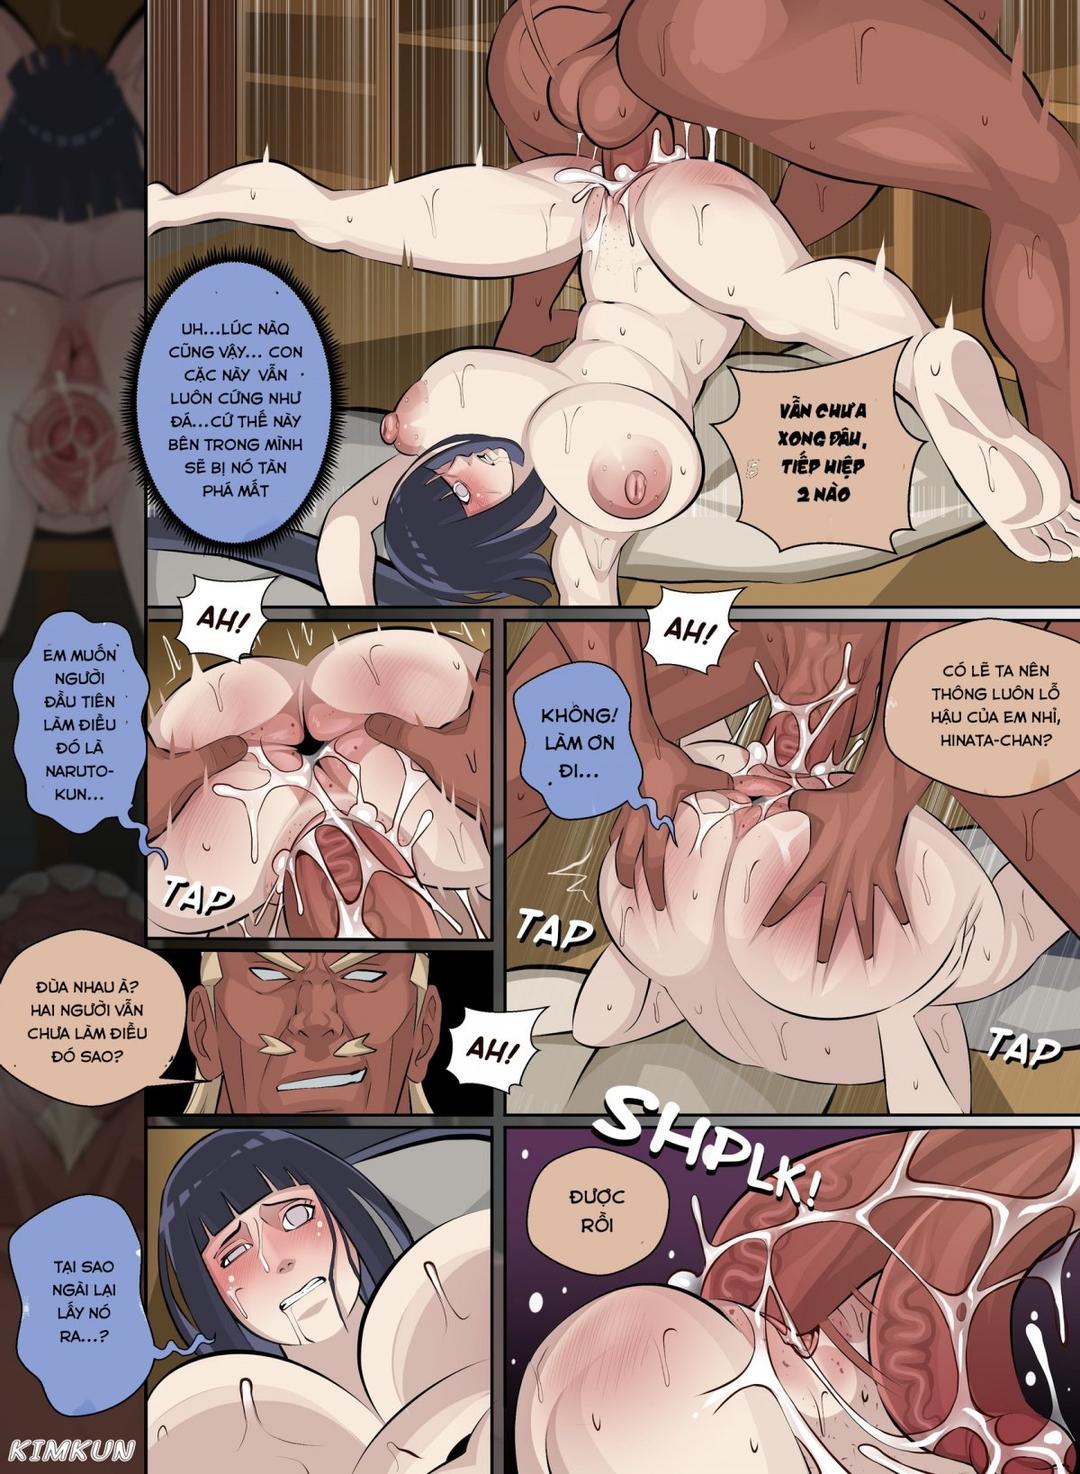 UH...LÚC NÀO
CŨNG VẬY... CON
CẶC NÀY VẪN
LUÔN CỨNG NHƯ
ĐÁ...CỨ THẾ NÀY
BÊN TRONG MÌNH
SẼ BỊ NÓ TÀN
PHÁ MẤT
VẪN CHƯA
XONG ĐÂU,
TIẾP HIỆP
2 NÀO
AH!
EM MUỐN
NGƯỜI
ĐẦU TIÊN
LÀM ĐIỀU
ĐÓ LÀ
NARUTO-
KUN...
TAP
AH!
CÓ LẼ TA NÊN
THÔNG LUÔN LỖ
HẬU CỦA EM NHỈ,
HINATA-CHAN?
KHÔNG!
LÀM ƠN
ĐI...
TAP
TAP
ĐÙA NHAU À?
HAI NGƯỜI VẪN
CHƯA LÀM ĐIỀU
ĐÓ SAO?
AH!
TẠI SAO
NGÀI LẠI
LẤY NÓ
RA...?
SHPLK!
ĐƯỢC
RỒI
KIMKUN